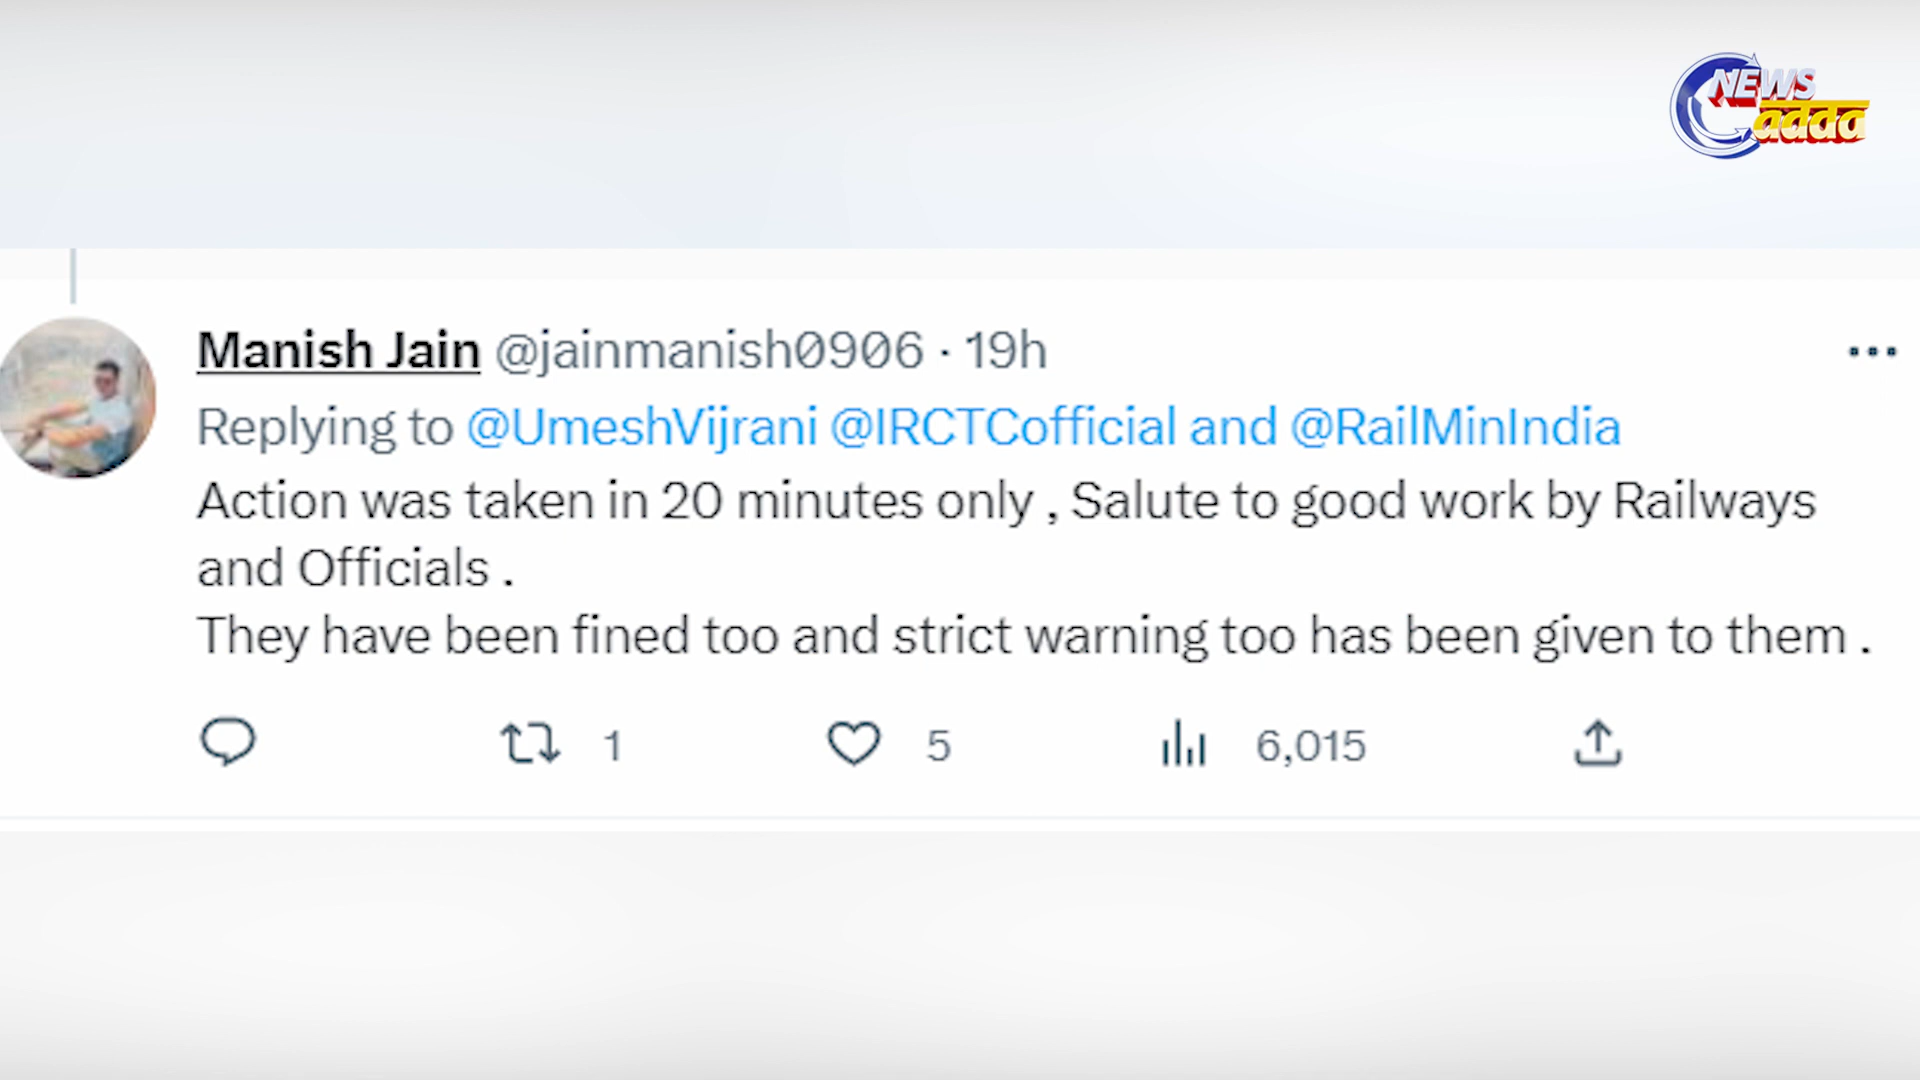 NEWS
adda
Manish Jain @jainmanish0906 · 19h
Replying to @UmeshVijrani @IRCTCofficial and @RailMinIndia
Action was taken in 20 minutes only , Salute to good work by Railways
and Officials .
They have been fined too and strict warning too has been given to them .
1 5 6,015